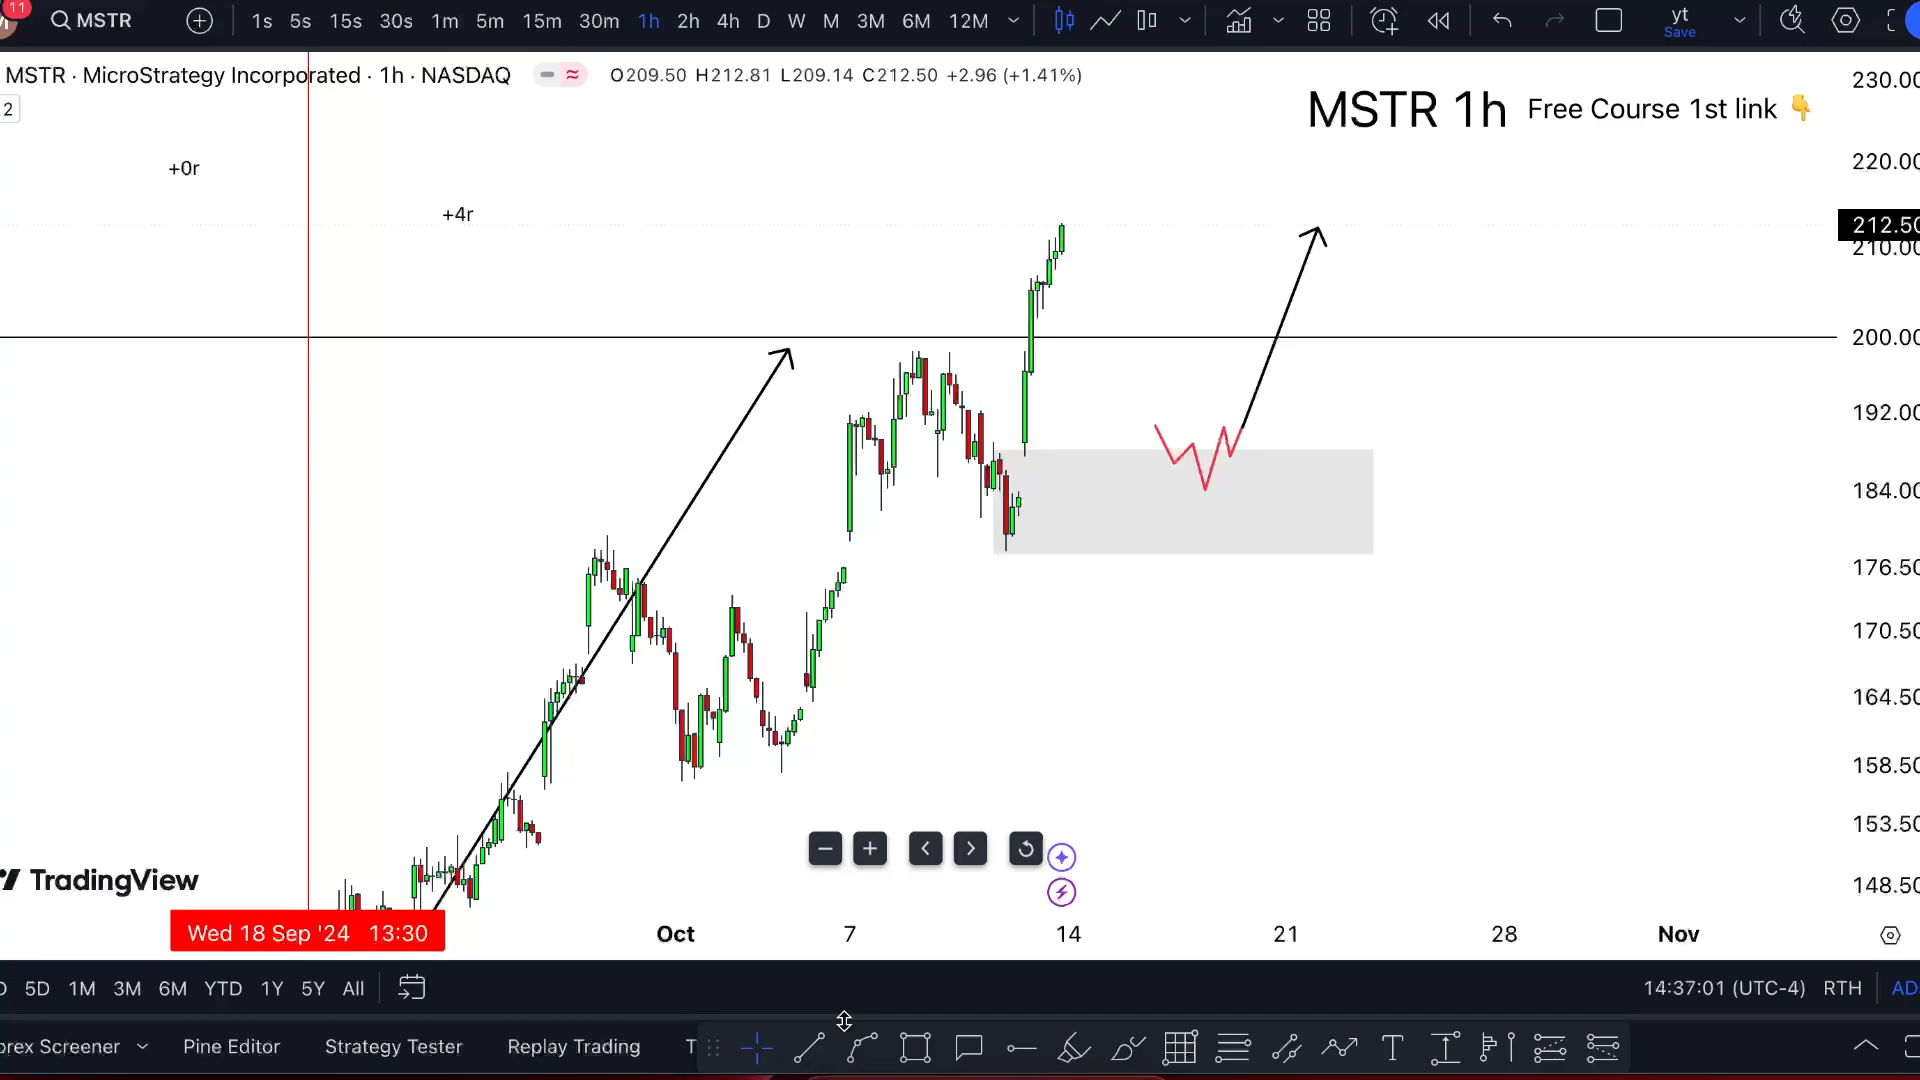 11
MSTR 1s 5s 15s 30s 1m 5m 15m 30m 1h 2h 4h D W M 3M 6M 12M yt
Save
MSTR · MicroStrategy Incorporated · 1h · NASDAQ O209.50 H212.81 L209.14 C212.50 +2.96 (+1.41%)
2
MSTR 1h Free Course 1st link 👇
+0r
+4r
230.00
220.00
212.50
210.00
200.00
192.00
184.00
176.50
170.50
164.50
158.50
153.50
148.50
TradingView
Wed 18 Sep '24 13:30
Oct 7 14 21 28 Nov
5D 1M 3M 6M YTD 1Y 5Y All 14:37:01 (UTC-4) RTH AD
orex Screener Pine Editor Strategy Tester Replay Trading T